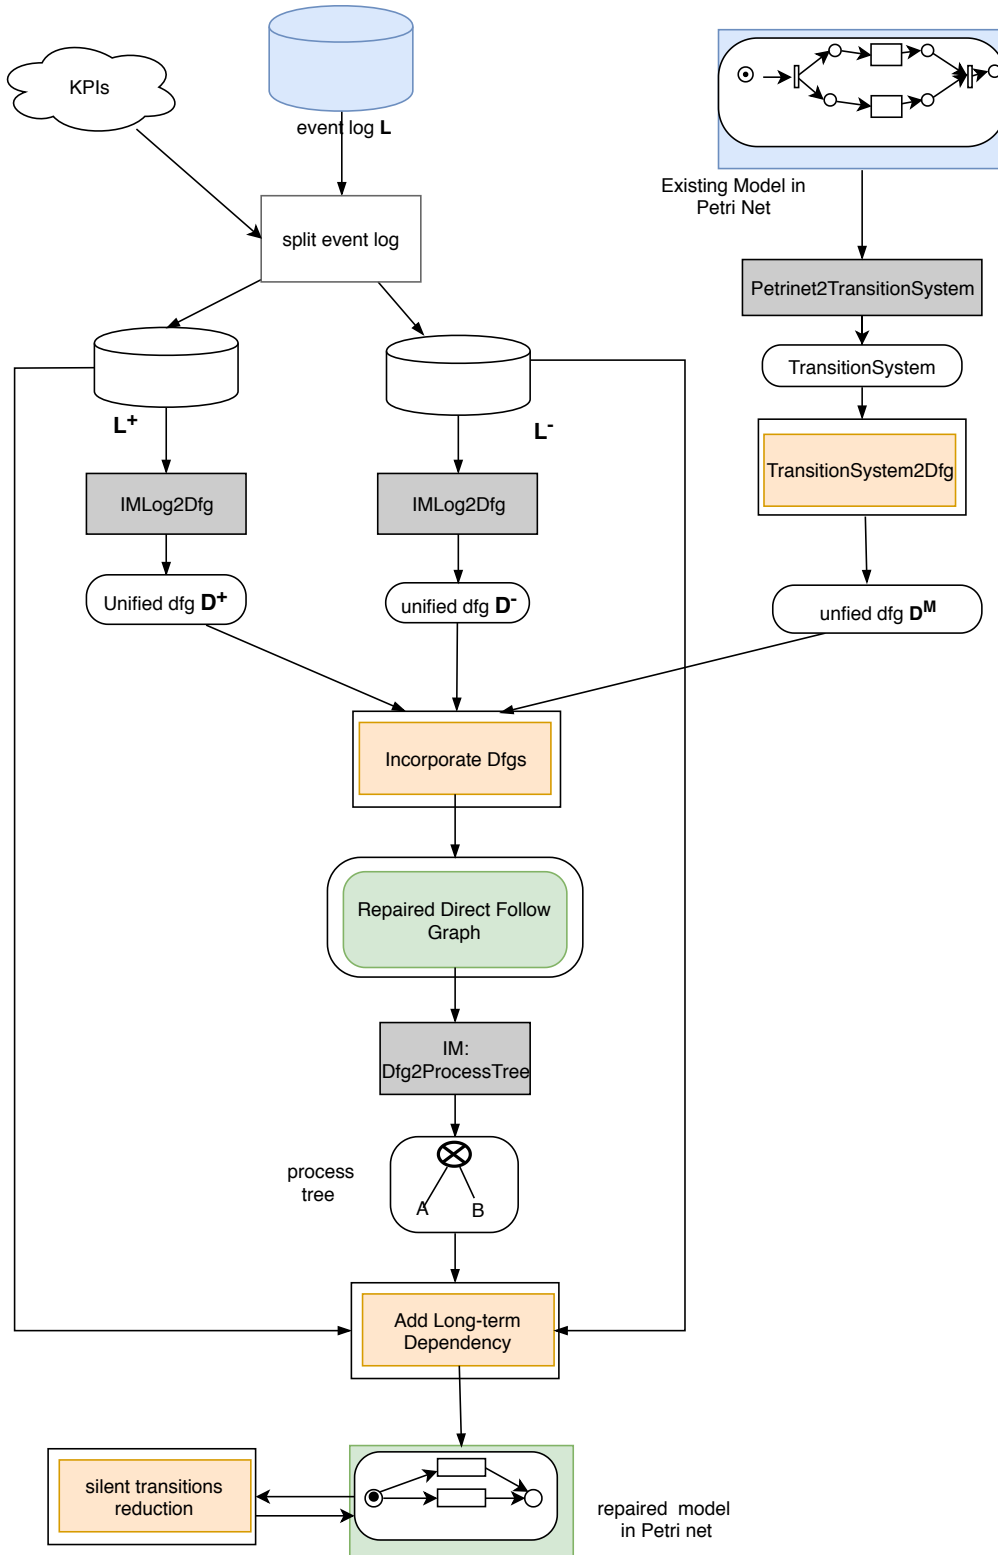 KPIs
event log L
Existing Model in
Petri Net
split event log
Petrinet2TransitionSystem
TransitionSystem
L+
L-
TransitionSystem2Dfg
IMLog2Dfg
IMLog2Dfg
Unified dfg D+
unified dfg D-
unfied dfg DM
Incorporate Dfgs
Repaired Direct Follow
Graph
IM:
Dfg2ProcessTree
process
tree
A
B
Add Long-term
Dependency
silent transitions
reduction
repaired model
in Petri net